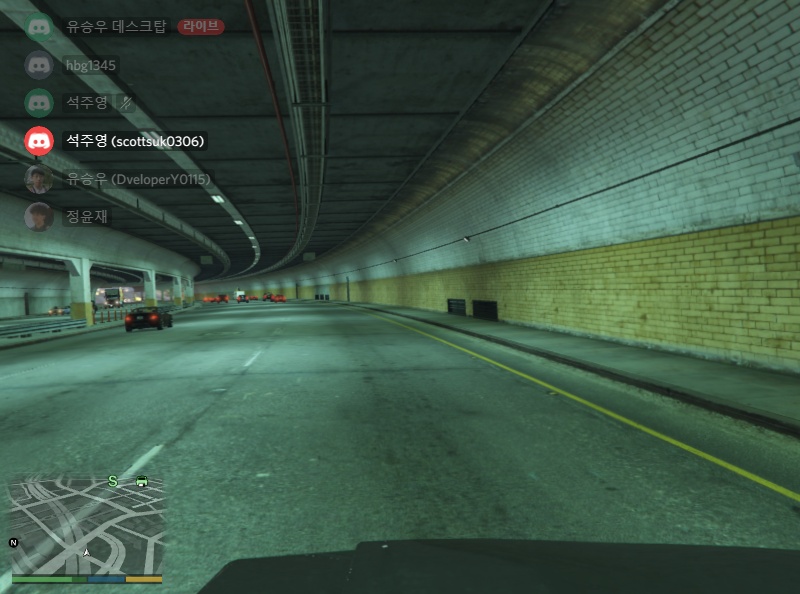 유승우 데스크탑 라이브
hbg1345
석주영
석주영 (scottsuk0306)
유승우 (DveloperY0115)
정윤재
S
N